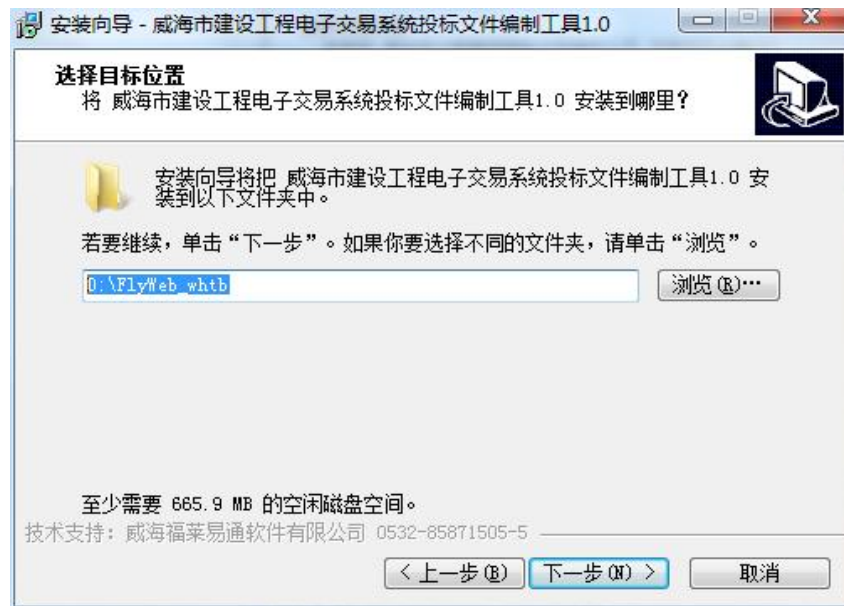 安装向导 - 威海市建设工程电子交易系统投标文件编制工具1.0
选择目标位置
将 威海市建设工程电子交易系统投标文件编制工具1.0 安装到哪里？
安装向导将把 威海市建设工程电子交易系统投标文件编制工具1.0 安
装到以下文件夹中。
若要继续，单击“下一步”。如果你要选择不同的文件夹，请单击“浏览”。
D:\FlyWeb_whtb
浏览(R)…
至少需要 665.9 MB 的空闲磁盘空间。
技术支持：威海福莱易通软件有限公司 0532-85871505-5
< 上一步(B)
下一步(N) >
取消